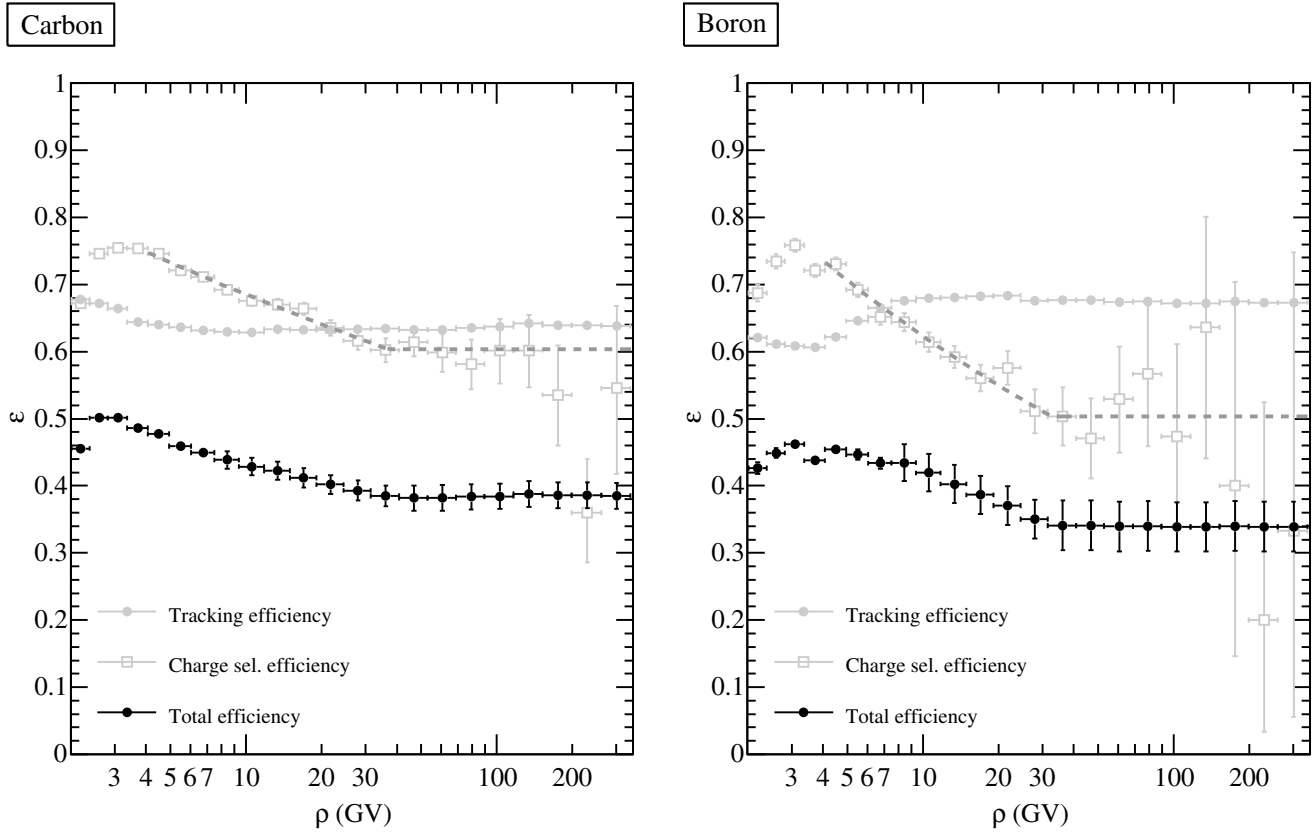 Carbon
1
0.9
0.8
0.7
0.6
0.5
0.4
0.3
0.2
0.1
0
ε
Tracking efficiency
Charge sel. efficiency
Total efficiency
3 4 5 6 7 10 20 30 100 200
ρ (GV)
Boron
1
0.9
0.8
0.7
0.6
0.5
0.4
0.3
0.2
0.1
0
ε
Tracking efficiency
Charge sel. efficiency
Total efficiency
3 4 5 6 7 10 20 30 100 200
ρ (GV)